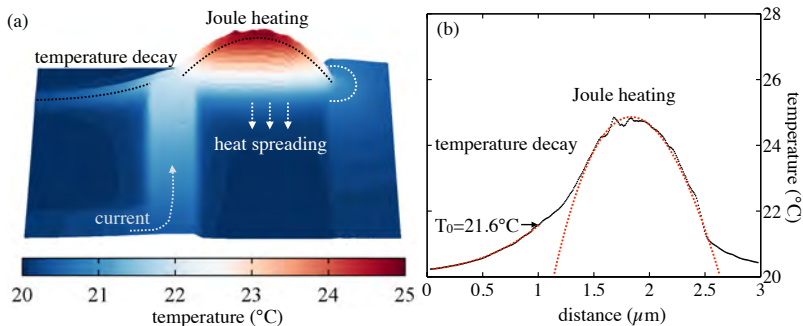 (a)
Joule heating
temperature decay
heat spreading
current
20 21 22 23 24 25
temperature (°C)
(b)
28
26
24
22
20
temperature
(°C)
Joule heating
temperature decay
T₀=21.6°C
0 0.5 1 1.5 2 2.5 3
distance (μm)